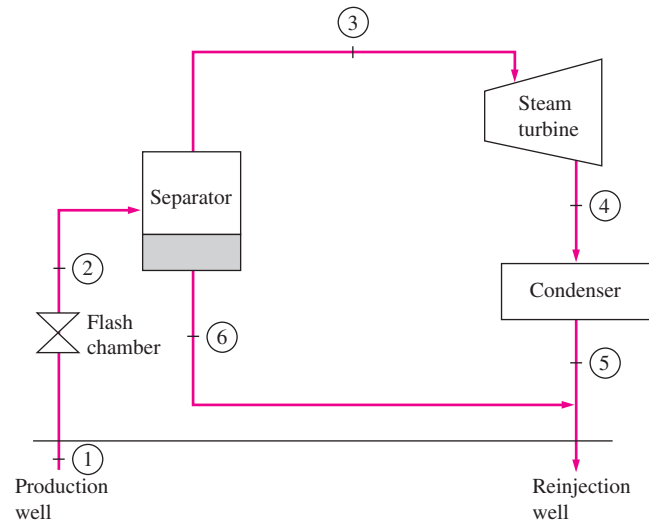 3
Steam
turbine
Separator
4
2
Condenser
Flash
chamber
6
5
1
Production
well
Reinjection
well